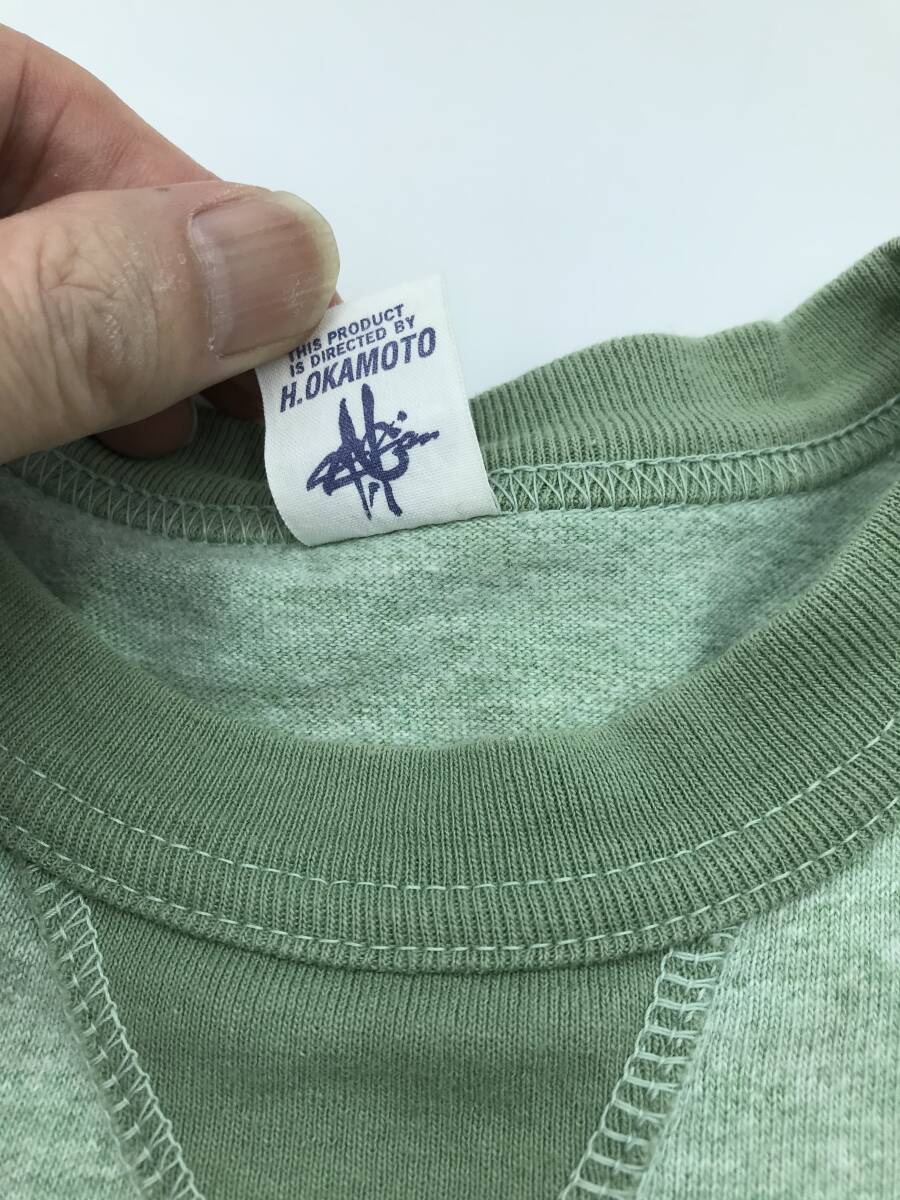 THIS PRODUCT
IS DIRECTED BY
H.OKAMOTO